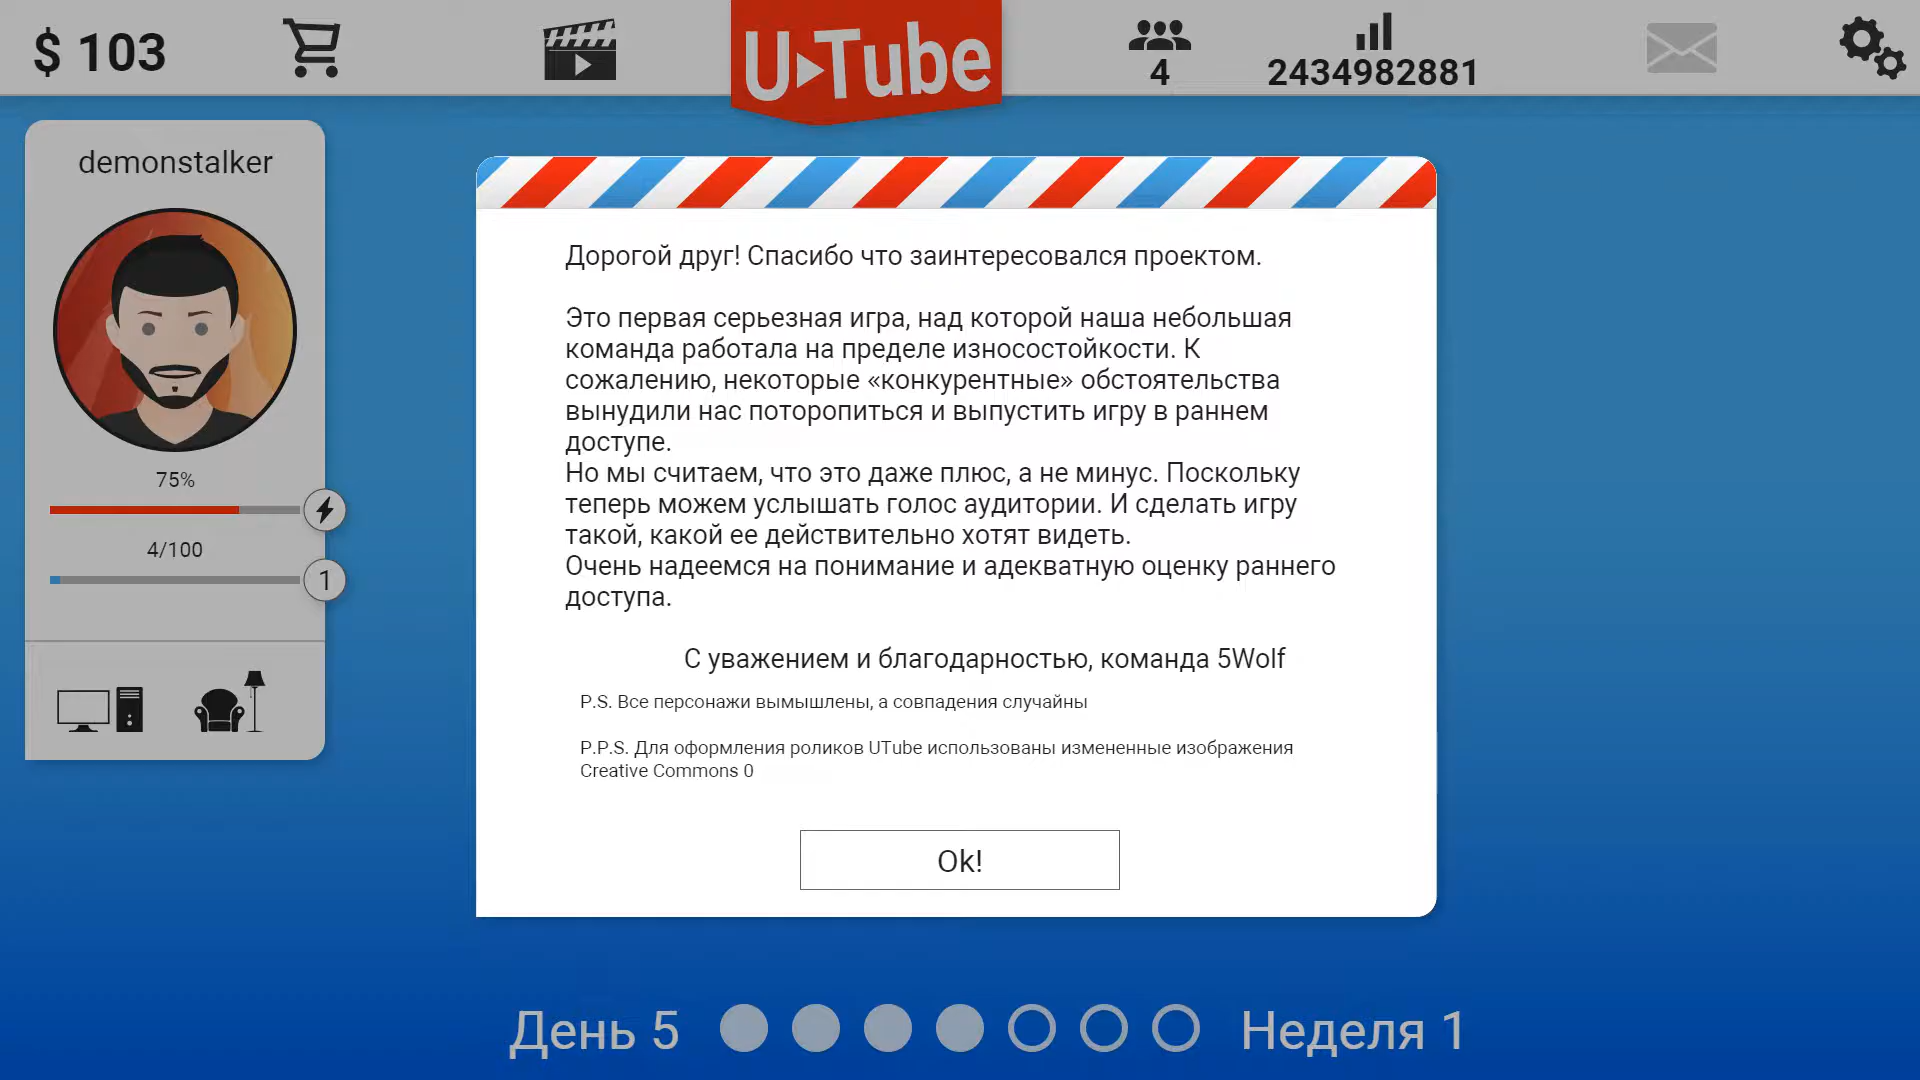 $ 103
U Tube
4
2434982881
demonstalker
75%
4/100
1
Дорогой друг! Спасибо что заинтересовался проектом.
Это первая серьезная игра, над которой наша небольшая
команда работала на пределе износостойкости. К
сожалению, некоторые «конкурентные» обстоятельства
вынудили нас поторопиться и выпустить игру в раннем
доступе.
Но мы считаем, что это даже плюс, а не минус. Поскольку
теперь можем услышать голос аудитории. И сделать игру
такой, какой ее действительно хотят видеть.
Очень надеемся на понимание и адекватную оценку раннего
доступа.
С уважением и благодарностью, команда 5Wolf
P.S. Все персонажи вымышлены, а совпадения случайны
P.P.S. Для оформления роликов UTube использованы измененные изображения
Creative Commons 0
Ok!
День 5
Неделя 1